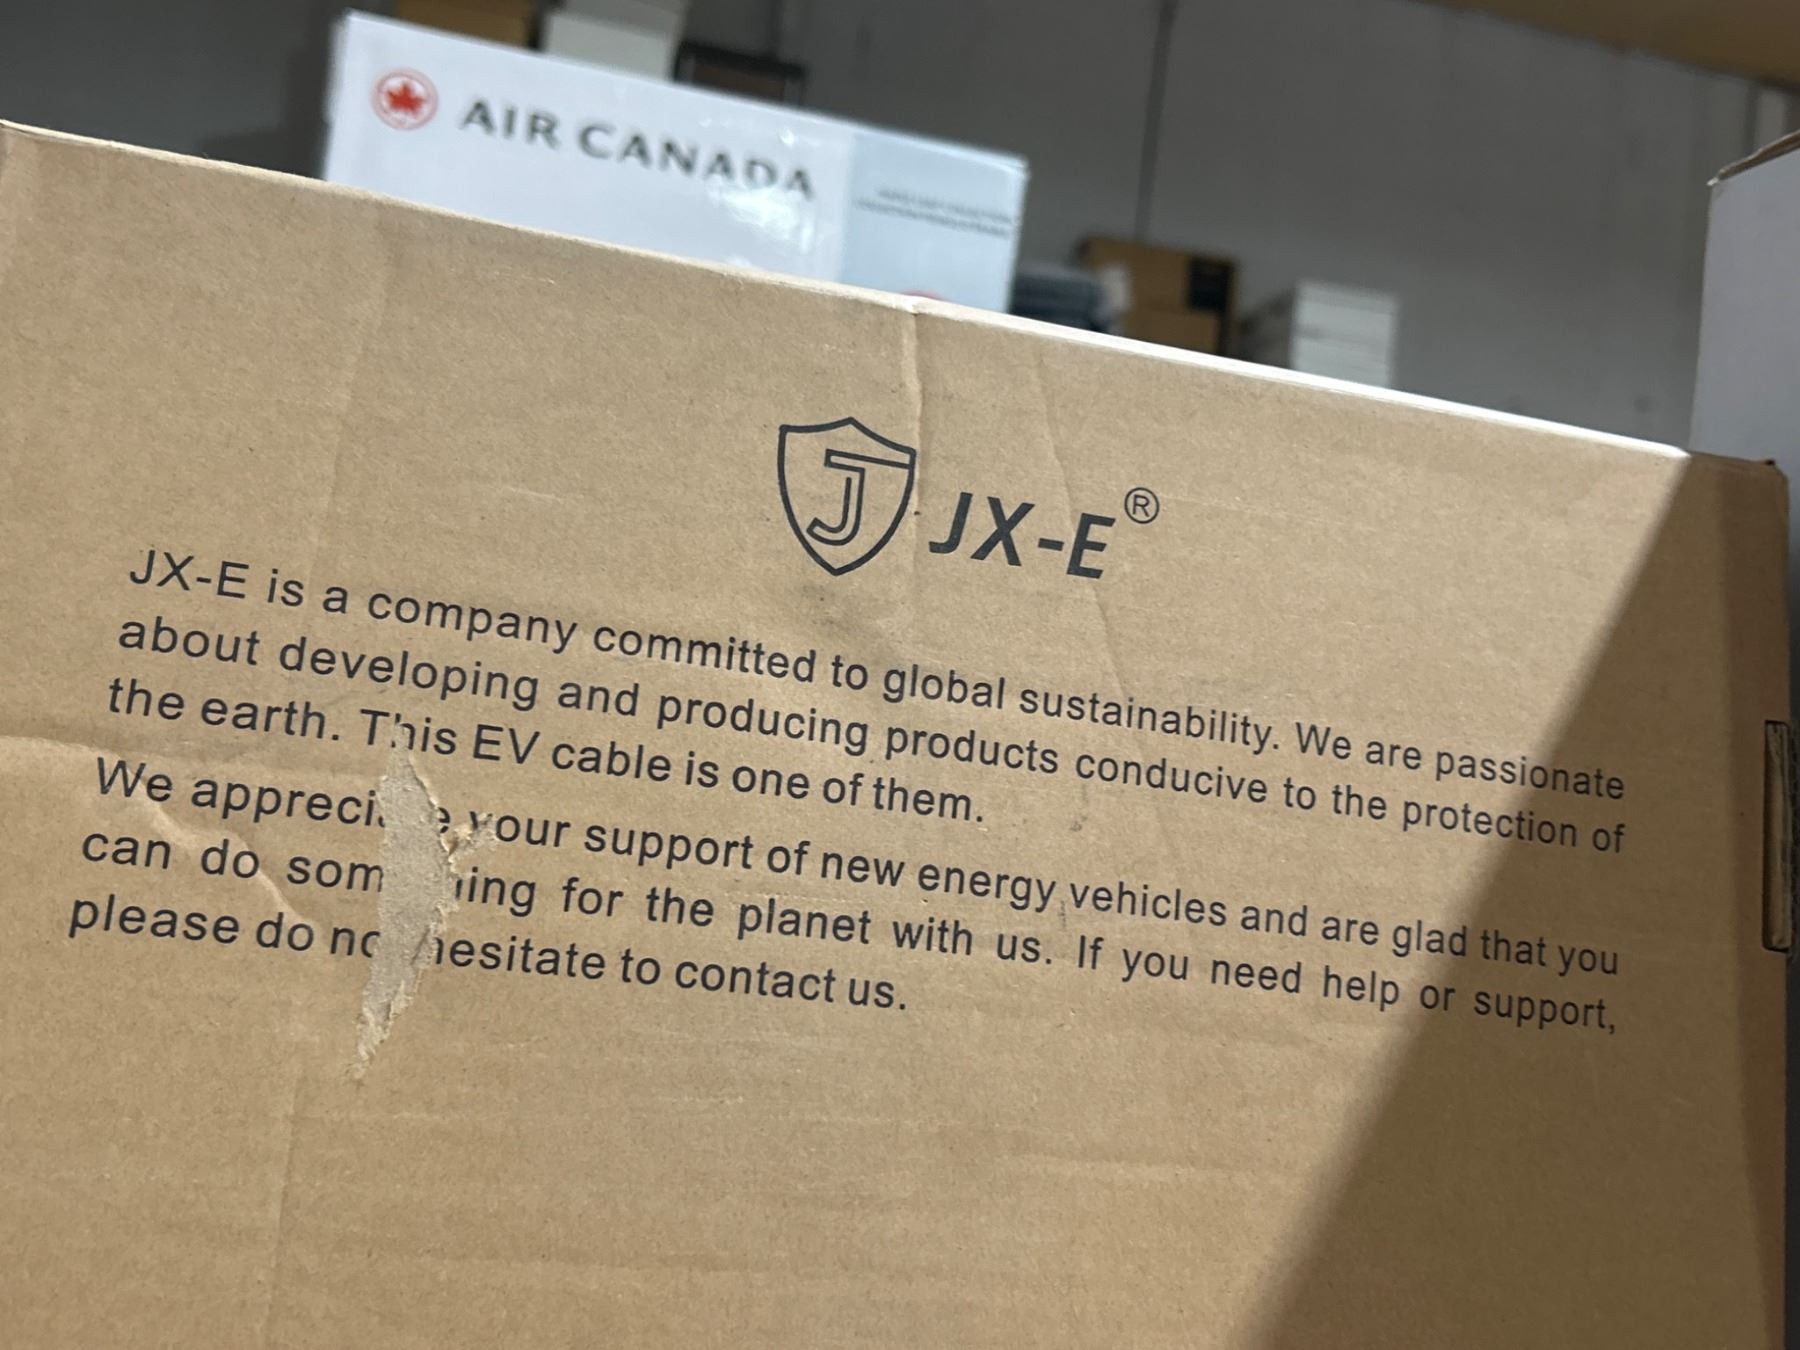 AIR CANADA
J JX-E®
JX-E is a company committed to global sustainability. We are passionate
about developing and producing products conducive to the protection of
the earth. This EV cable is one of them.
We your support of new energy vehicles and are glad that you
can do for the planet with us. If you need help or support,
please do hesitate to contact us.